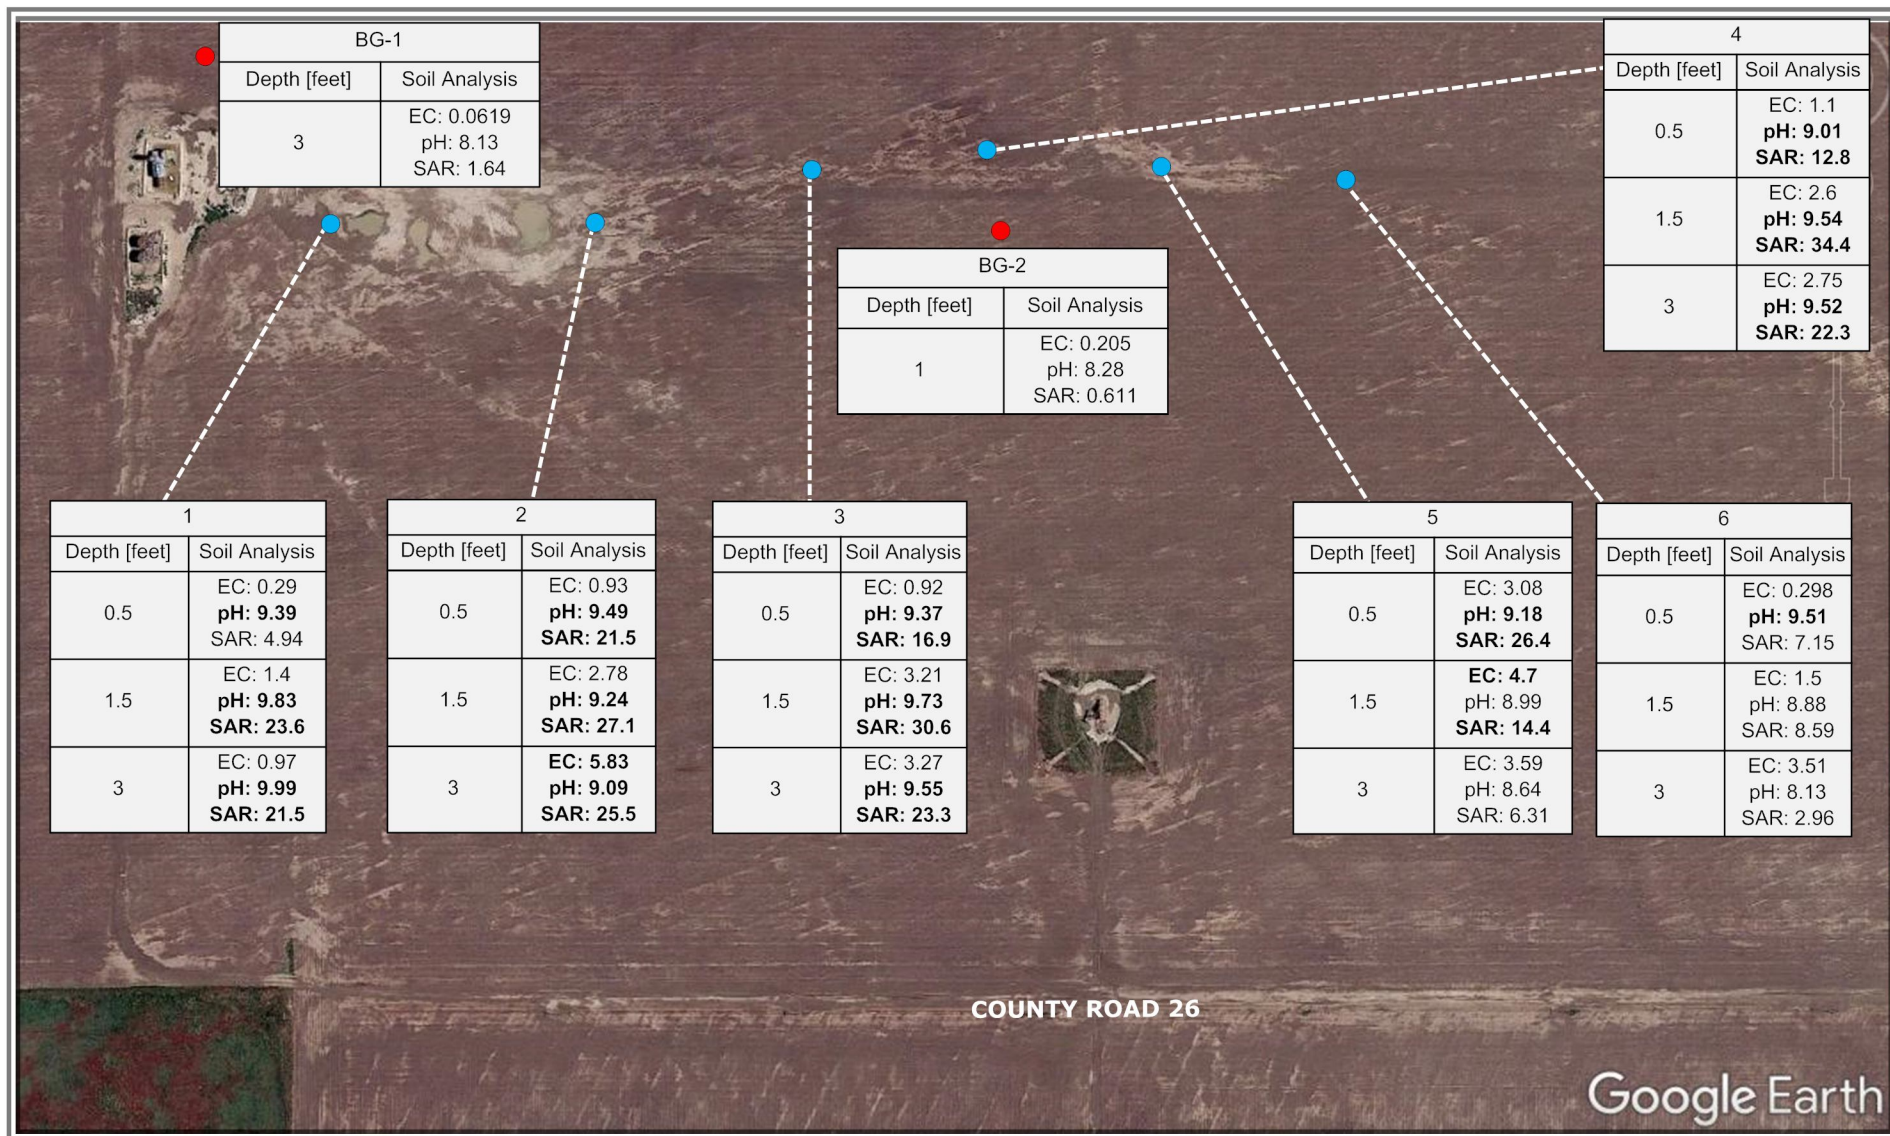 BG-1
Depth [feet] Soil Analysis
3
EC: 0.0619
pH: 8.13
SAR: 1.64
4
Depth [feet] Soil Analysis
0.5
EC: 1.1
pH: 9.01
SAR: 12.8
1.5
EC: 2.6
pH: 9.54
SAR: 34.4
3
EC: 2.75
pH: 9.52
SAR: 22.3
BG-2
Depth [feet] Soil Analysis
1
EC: 0.205
pH: 8.28
SAR: 0.611
1
Depth [feet] Soil Analysis
0.5
EC: 0.29
pH: 9.39
SAR: 4.94
1.5
EC: 1.4
pH: 9.83
SAR: 23.6
3
EC: 0.97
pH: 9.99
SAR: 21.5
2
Depth [feet] Soil Analysis
0.5
EC: 0.93
pH: 9.49
SAR: 21.5
1.5
EC: 2.78
pH: 9.24
SAR: 27.1
3
EC: 5.83
pH: 9.09
SAR: 25.5
3
Depth [feet] Soil Analysis
0.5
EC: 0.92
pH: 9.37
SAR: 16.9
1.5
EC: 3.21
pH: 9.73
SAR: 30.6
3
EC: 3.27
pH: 9.55
SAR: 23.3
5
Depth [feet] Soil Analysis
0.5
EC: 3.08
pH: 9.18
SAR: 26.4
1.5
EC: 4.7
pH: 8.99
SAR: 14.4
3
EC: 3.59
pH: 8.64
SAR: 6.31
6
Depth [feet] Soil Analysis
0.5
EC: 0.298
pH: 9.51
SAR: 7.15
1.5
EC: 1.5
pH: 8.88
SAR: 8.59
3
EC: 3.51
pH: 8.13
SAR: 2.96
COUNTY ROAD 26
Google Earth